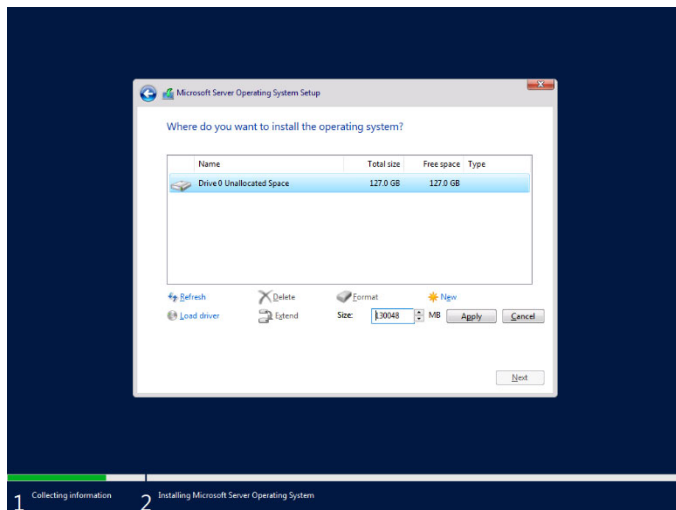 Microsoft Server Operating System Setup
Where do you want to install the operating system?
Name Total size Free space Type
Drive 0 Unallocated Space 127.0 GB 127.0 GB
Refresh Delete Format New
Load driver Extend Size: 130048 MB Apply Cancel
Next
1 Collecting information 2 Installing Microsoft Server Operating System